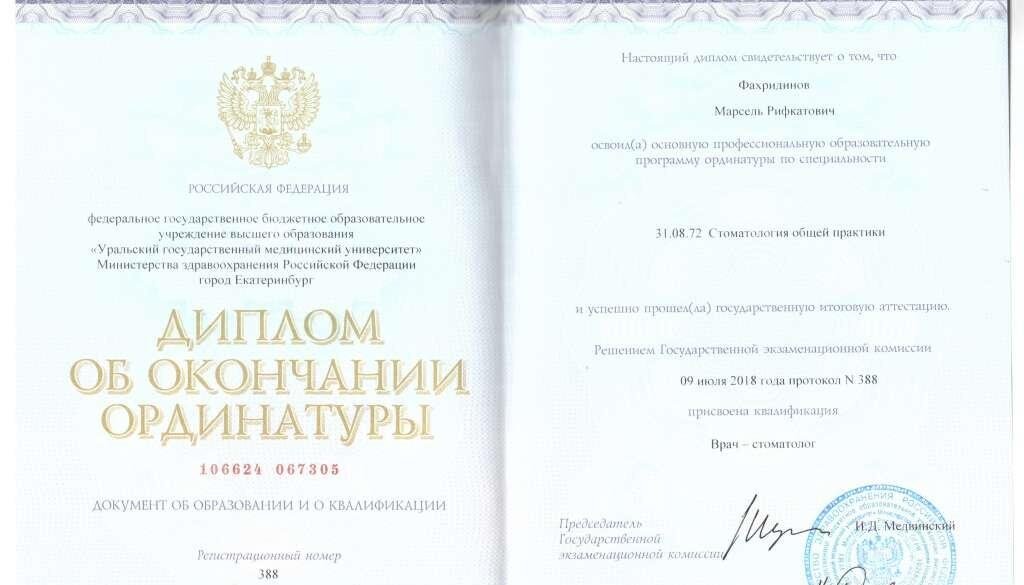 РОССИЙСКАЯ ФЕДЕРАЦИЯ
федеральное государственное бюджетное образовательное
учреждение высшего образования
«Уральский государственный медицинский университет»
Министерства здравоохранения Российской Федерации
город Екатеринбург
ДИПЛОМ
ОБ ОКОНЧАНИИ
ОРДИНАТУРЫ
106624 067305
ДОКУМЕНТ ОБ ОБРАЗОВАНИИ И О КВАЛИФИКАЦИИ
Регистрационный номер
388
Настоящий диплом свидетельствует о том, что
Фахридинов
Марсель Рифкатович
освоил(а) основную профессиональную образовательную
программу ординатуры по специальности
31.08.72 Стоматология общей практики
и успешно прошел(ла) государственную итоговую аттестацию.
Решением Государственной экзаменационной комиссии
09 июля 2018 года протокол N 388
присвоена квалификация
Врач – стоматолог
Председатель
Государственной
экзаменационной комиссии
И.Д. Медвинский